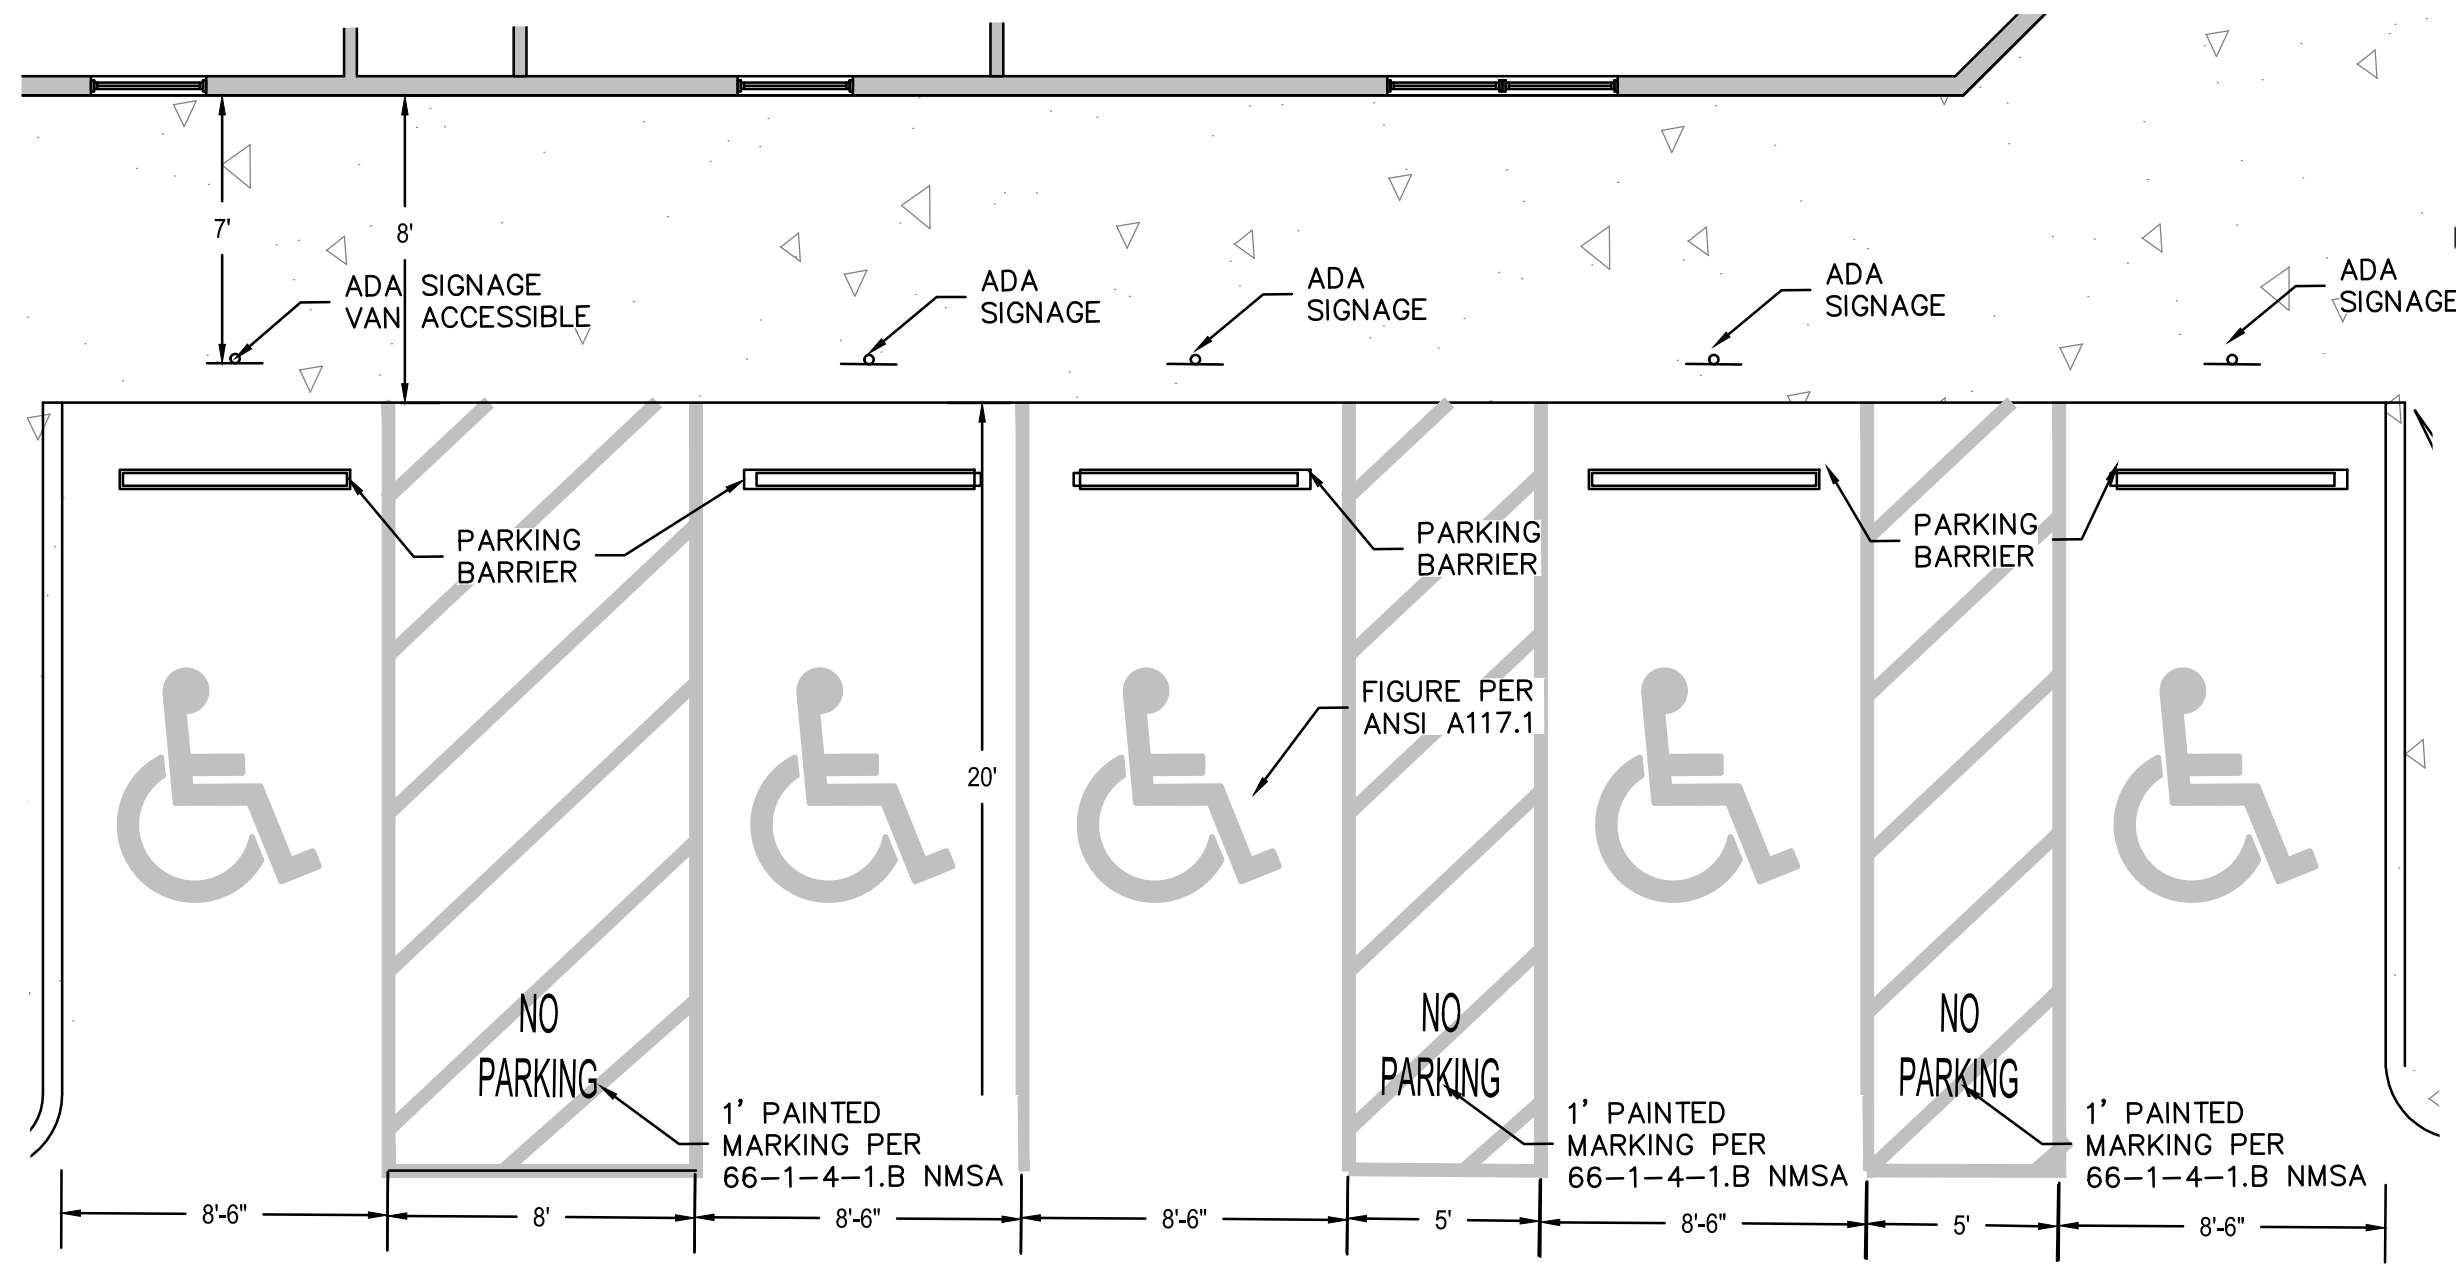 7'
8'
ADA SIGNAGE
VAN ACCESSIBLE
ADA
SIGNAGE
ADA
SIGNAGE
ADA
SIGNAGE
ADA
SIGNAGE
PARKING
BARRIER
PARKING
BARRIER
PARKING
BARRIER
FIGURE PER
ANSI A117.1
20'
NO
PARKING
NO
PARKING
NO
PARKING
1' PAINTED
MARKING PER
66-1-4-1.B NMSA
1' PAINTED
MARKING PER
66-1-4-1.B NMSA
1' PAINTED
MARKING PER
66-1-4-1.B NMSA
8'-6" 8' 8'-6" 8'-6" 5' 8'-6" 5' 8'-6"